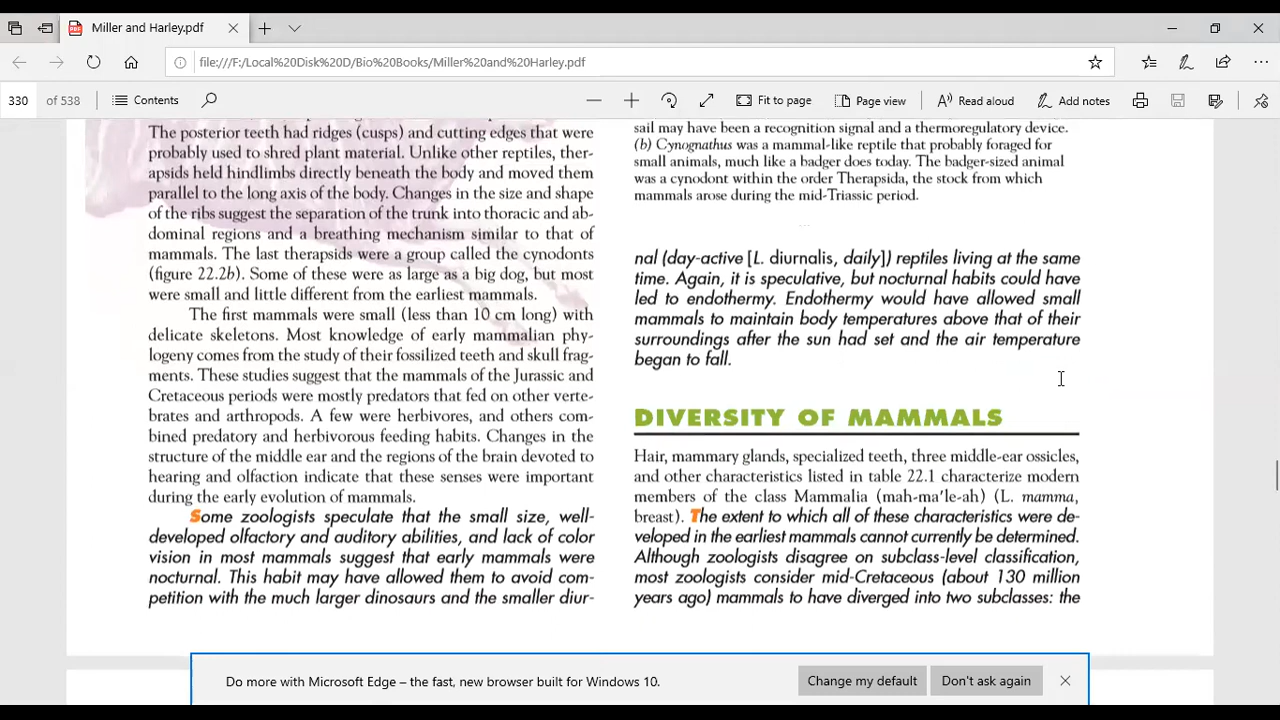 Miller and Harley.pdf
file:///F:/Local%20Disk%20D/Bio%20Books/Miller%20and%20Harley.pdf
330 of 538 Contents Fit to page Page view Read aloud Add notes
The posterior teeth had ridges (cusps) and cutting edges that were
probably used to shred plant material. Unlike other reptiles, ther-
apsids held hindlimbs directly beneath the body and moved them
parallel to the long axis of the body. Changes in the size and shape
of the ribs suggest the separation of the trunk into thoracic and ab-
dominal regions and a breathing mechanism similar to that of
mammals. The last therapsids were a group called the cynodonts
(figure 22.2b). Some of these were as large as a big dog, but most
were small and little different from the earliest mammals.
The first mammals were small (less than 10 cm long) with
delicate skeletons. Most knowledge of early mammalian phy-
logeny comes from the study of their fossilized teeth and skull frag-
ments. These studies suggest that the mammals of the Jurassic and
Cretaceous periods were mostly predators that fed on other verte-
brates and arthropods. A few were herbivores, and others com-
bined predatory and herbivorous feeding habits. Changes in the
structure of the middle ear and the regions of the brain devoted to
hearing and olfaction indicate that these senses were important
during the early evolution of mammals.
Some zoologists speculate that the small size, well-
developed olfactory and auditory abilities, and lack of color
vision in most mammals suggest that early mammals were
nocturnal. This habit may have allowed them to avoid com-
petition with the much larger dinosaurs and the smaller diur-
sail may have been a recognition signal and a thermoregulatory device.
(b) Cynognathus was a mammal-like reptile that probably foraged for
small animals, much like a badger does today. The badger-sized animal
was a cynodont within the order Therapsida, the stock from which
mammals arose during the mid-Triassic period.
nal (day-active [L. diurnalis, daily]) reptiles living at the same
time. Again, it is speculative, but nocturnal habits could have
led to endothermy. Endothermy would have allowed small
mammals to maintain body temperatures above that of their
surroundings after the sun had set and the air temperature
began to fall.
DIVERSITY OF MAMMALS
Hair, mammary glands, specialized teeth, three middle-ear ossicles,
and other characteristics listed in table 22.1 characterize modern
members of the class Mammalia (mah-ma'le-ah) (L. mamma,
breast). The extent to which all of these characteristics were de-
veloped in the earliest mammals cannot currently be determined.
Although zoologists disagree on subclass-level classification,
most zoologists consider mid-Cretaceous (about 130 million
years ago) mammals to have diverged into two subclasses: the
Do more with Microsoft Edge – the fast, new browser built for Windows 10. Change my default Don't ask again